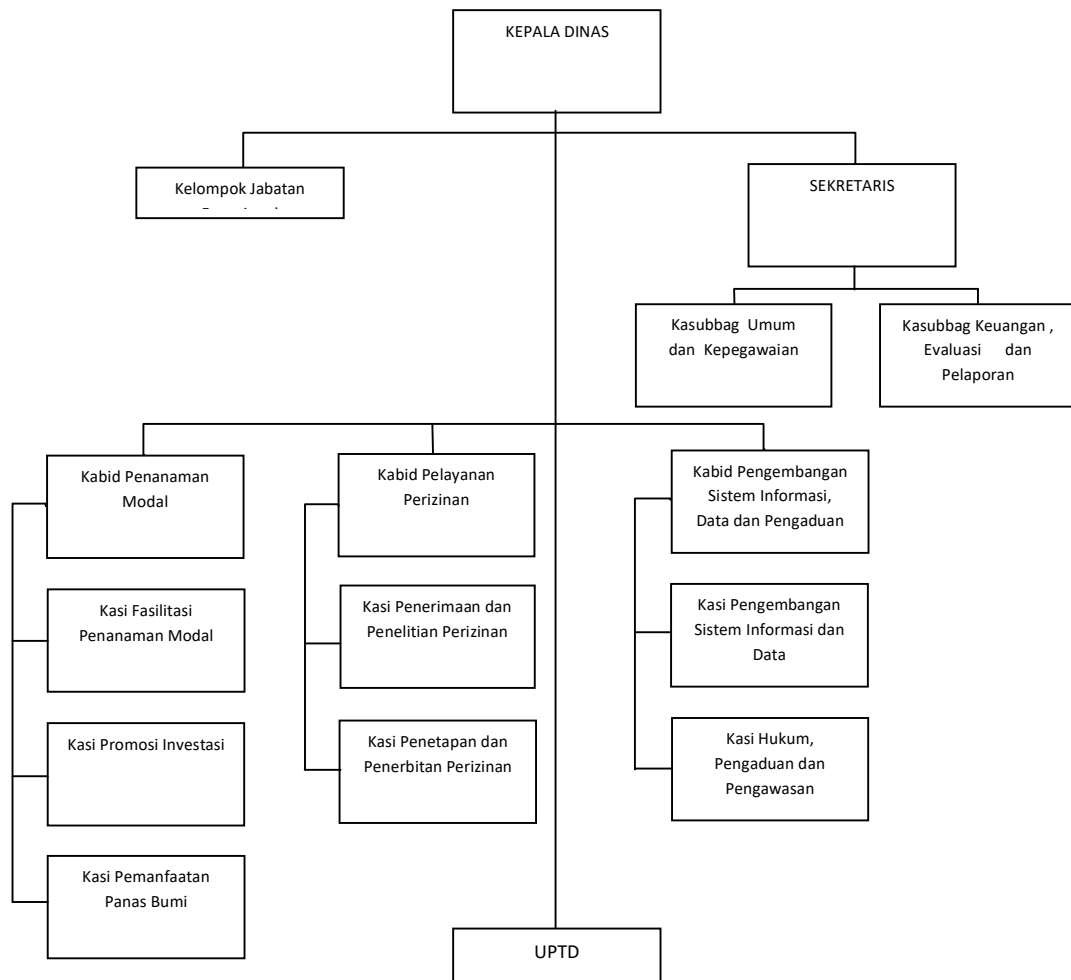 KEPALA DINAS
Kelompok Jabatan
SEKRETARIS
Kasubbag Umum
dan Kepegawaian
Kasubbag Keuangan ,
Evaluasi dan
Pelaporan
Kabid Penanaman
Modal
Kabid Pelayanan
Perizinan
Kabid Pengembangan
Sistem Informasi,
Data dan Pengaduan
Kasi Fasilitasi
Penanaman Modal
Kasi Penerimaan dan
Penelitian Perizinan
Kasi Pengembangan
Sistem Informasi dan
Data
Kasi Promosi Investasi
Kasi Penetapan dan
Penerbitan Perizinan
Kasi Hukum,
Pengaduan dan
Pengawasan
Kasi Pemanfaatan
Panas Bumi
UPTD